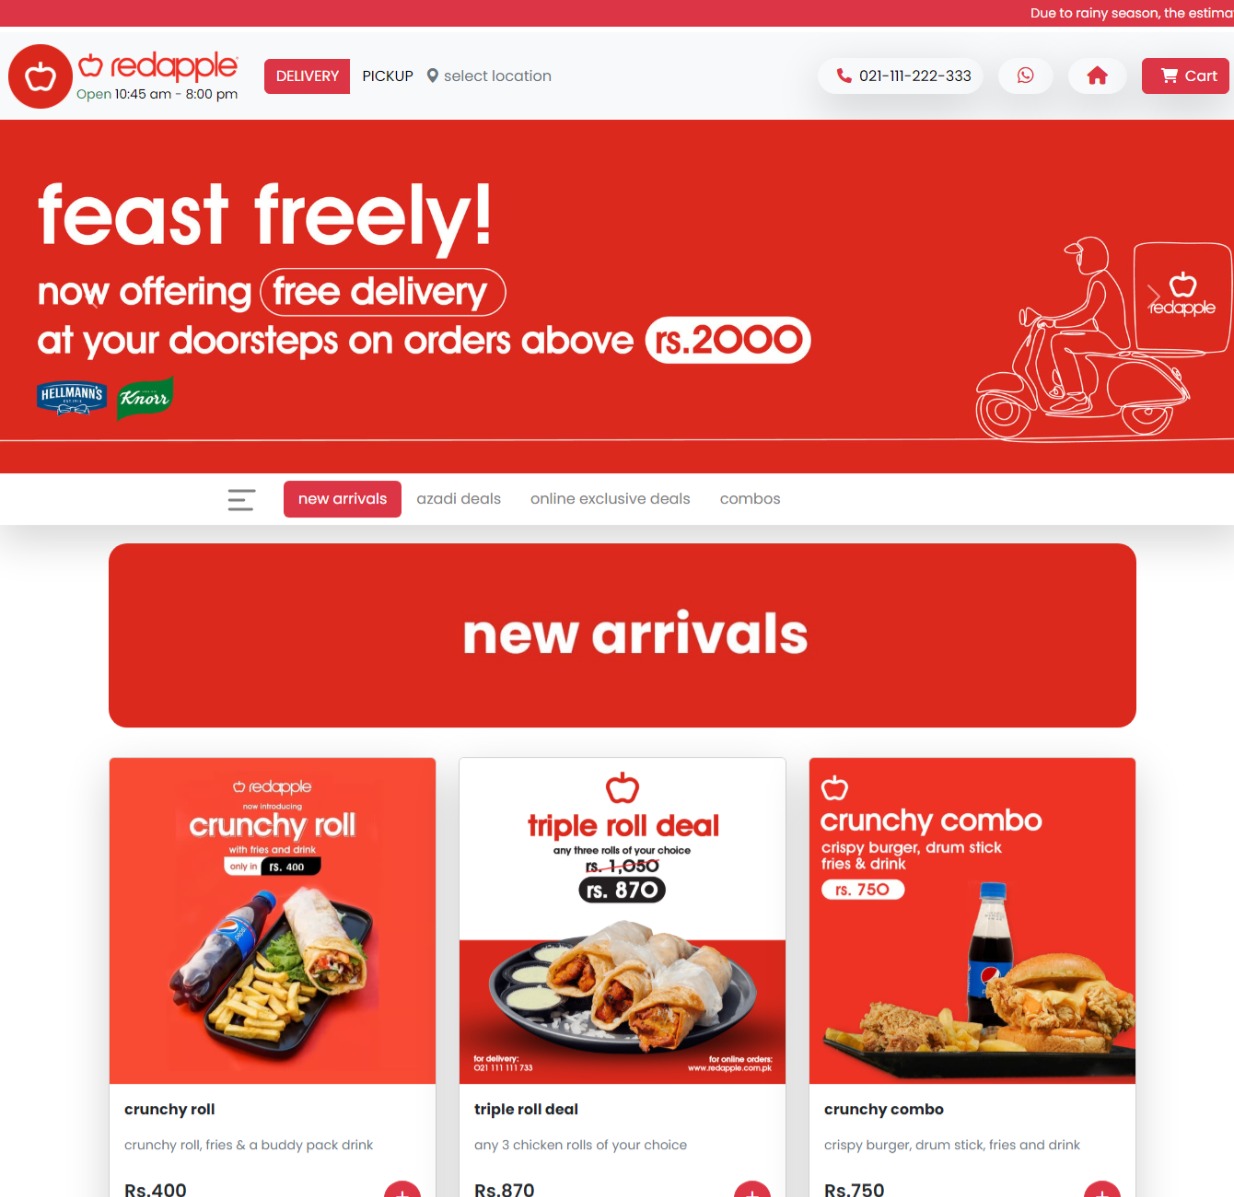 Due to rainy season, the estima
redapple
Open 10:45 am - 8:00 pm
DELIVERY
PICKUP
select location
021-111-222-333
Cart
feast freely!
now offering free delivery
at your doorsteps on orders above rs.2000
HELLMANN'S
Knorr
redapple
new arrivals
azadi deals
online exclusive deals
combos
new arrivals
redapple
now introducing
crunchy roll
with fries and drink
only in rs. 400
pepsi
crunchy roll
crunchy roll, fries & a buddy pack drink
Rs.400
triple roll deal
any three rolls of your choice
rs. 1,050
rs. 870
for delivery:
021 111 111 733
for online orders:
www.redapple.com.pk
triple roll deal
any 3 chicken rolls of your choice
Rs.870
crunchy combo
crispy burger, drum stick
fries & drink
rs. 750
crunchy combo
crispy burger, drum stick, fries and drink
Rs.750